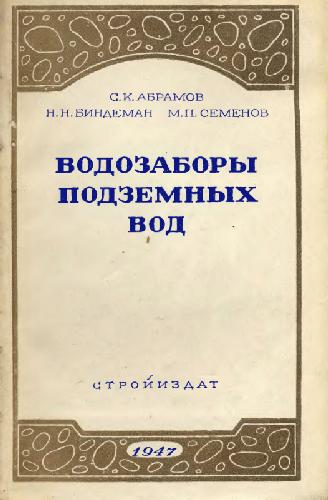 С.К. АБРАМОВ
Н.Н. БИНДЕМАН М.П. СЕМЕНОВ
ВОДОЗАБОРЫ
ПОДЗЕМНЫХ
ВОД
СТРОЙИЗДАТ
1947